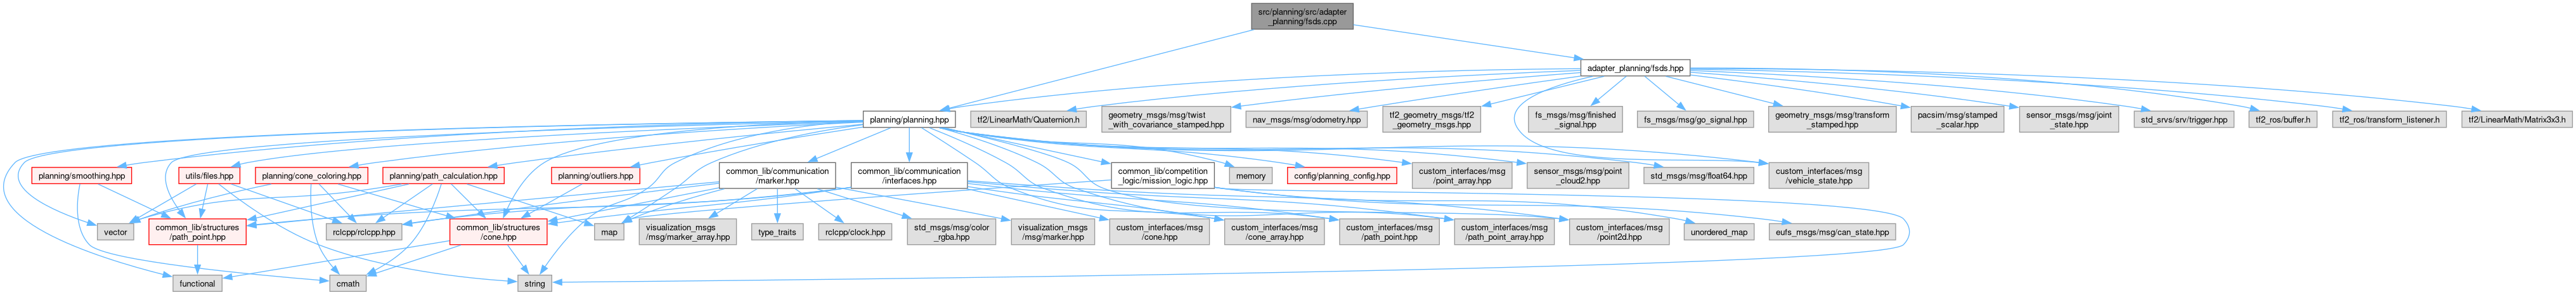 src/planning/src/adapter
_planning/fsds.cpp
adapter_planning/fsds.hpp
planning/planning.hpp
tf2/LinearMath/Quaternion.h
geometry_msgs/msg/twist
_with_covariance_stamped.hpp
nav_msgs/msg/odometry.hpp
tf2_geometry_msgs/tf2
_geometry_msgs.hpp
fs_msgs/msg/finished
_signal.hpp
fs_msgs/msg/go_signal.hpp
geometry_msgs/msg/transform
_stamped.hpp
pacsim/msg/stamped
_scalar.hpp
sensor_msgs/msg/joint
_state.hpp
std_srvs/srv/trigger.hpp
tf2_ros/buffer.h
tf2_ros/transform_listener.h
tf2/LinearMath/Matrix3x3.h
planning/smoothing.hpp
utils/files.hpp
planning/cone_coloring.hpp
planning/path_calculation.hpp
planning/outliers.hpp
common_lib/communication
/marker.hpp
common_lib/communication
/interfaces.hpp
common_lib/competition
_logic/mission_logic.hpp
memory
config/planning_config.hpp
custom_interfaces/msg
/point_array.hpp
sensor_msgs/msg/point
_cloud2.hpp
std_msgs/msg/float64.hpp
custom_interfaces/msg
/vehicle_state.hpp
vector
common_lib/structures
/path_point.hpp
rclcpp/rclcpp.hpp
common_lib/structures
/cone.hpp
map
visualization_msgs
/msg/marker_array.hpp
type_traits
rclcpp/clock.hpp
std_msgs/msg/color
_rgba.hpp
visualization_msgs
/msg/marker.hpp
custom_interfaces/msg
/cone.hpp
custom_interfaces/msg
/cone_array.hpp
custom_interfaces/msg
/path_point.hpp
custom_interfaces/msg
/path_point_array.hpp
custom_interfaces/msg
/point2d.hpp
unordered_map
eufs_msgs/msg/can_state.hpp
functional
cmath
string